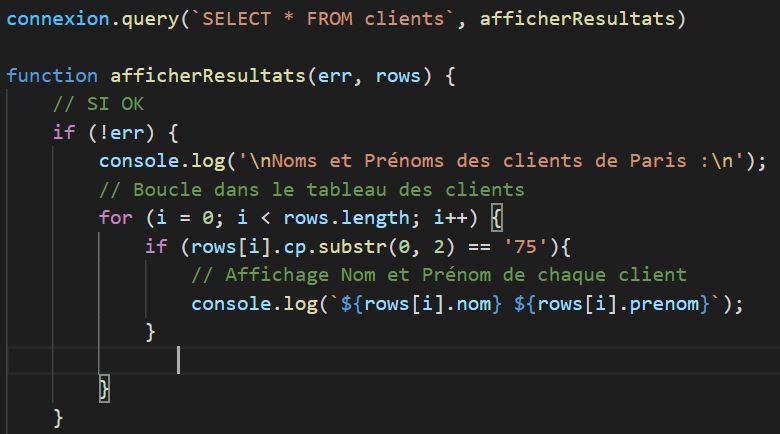 connexion.query(`SELECT * FROM clients`, afficherResultats)
function afficherResultats(err, rows) {
// SI OK
if (!err) {
console.log('\nNoms et Prénoms des clients de Paris :\n');
// Boucle dans le tableau des clients
for (i = 0; i < rows.length; i++) {
if (rows[i].cp.substr(0, 2) == '75'){
// Affichage Nom et Prénom de chaque client
console.log(`${rows[i].nom} ${rows[i].prenom}`);
}
}
}